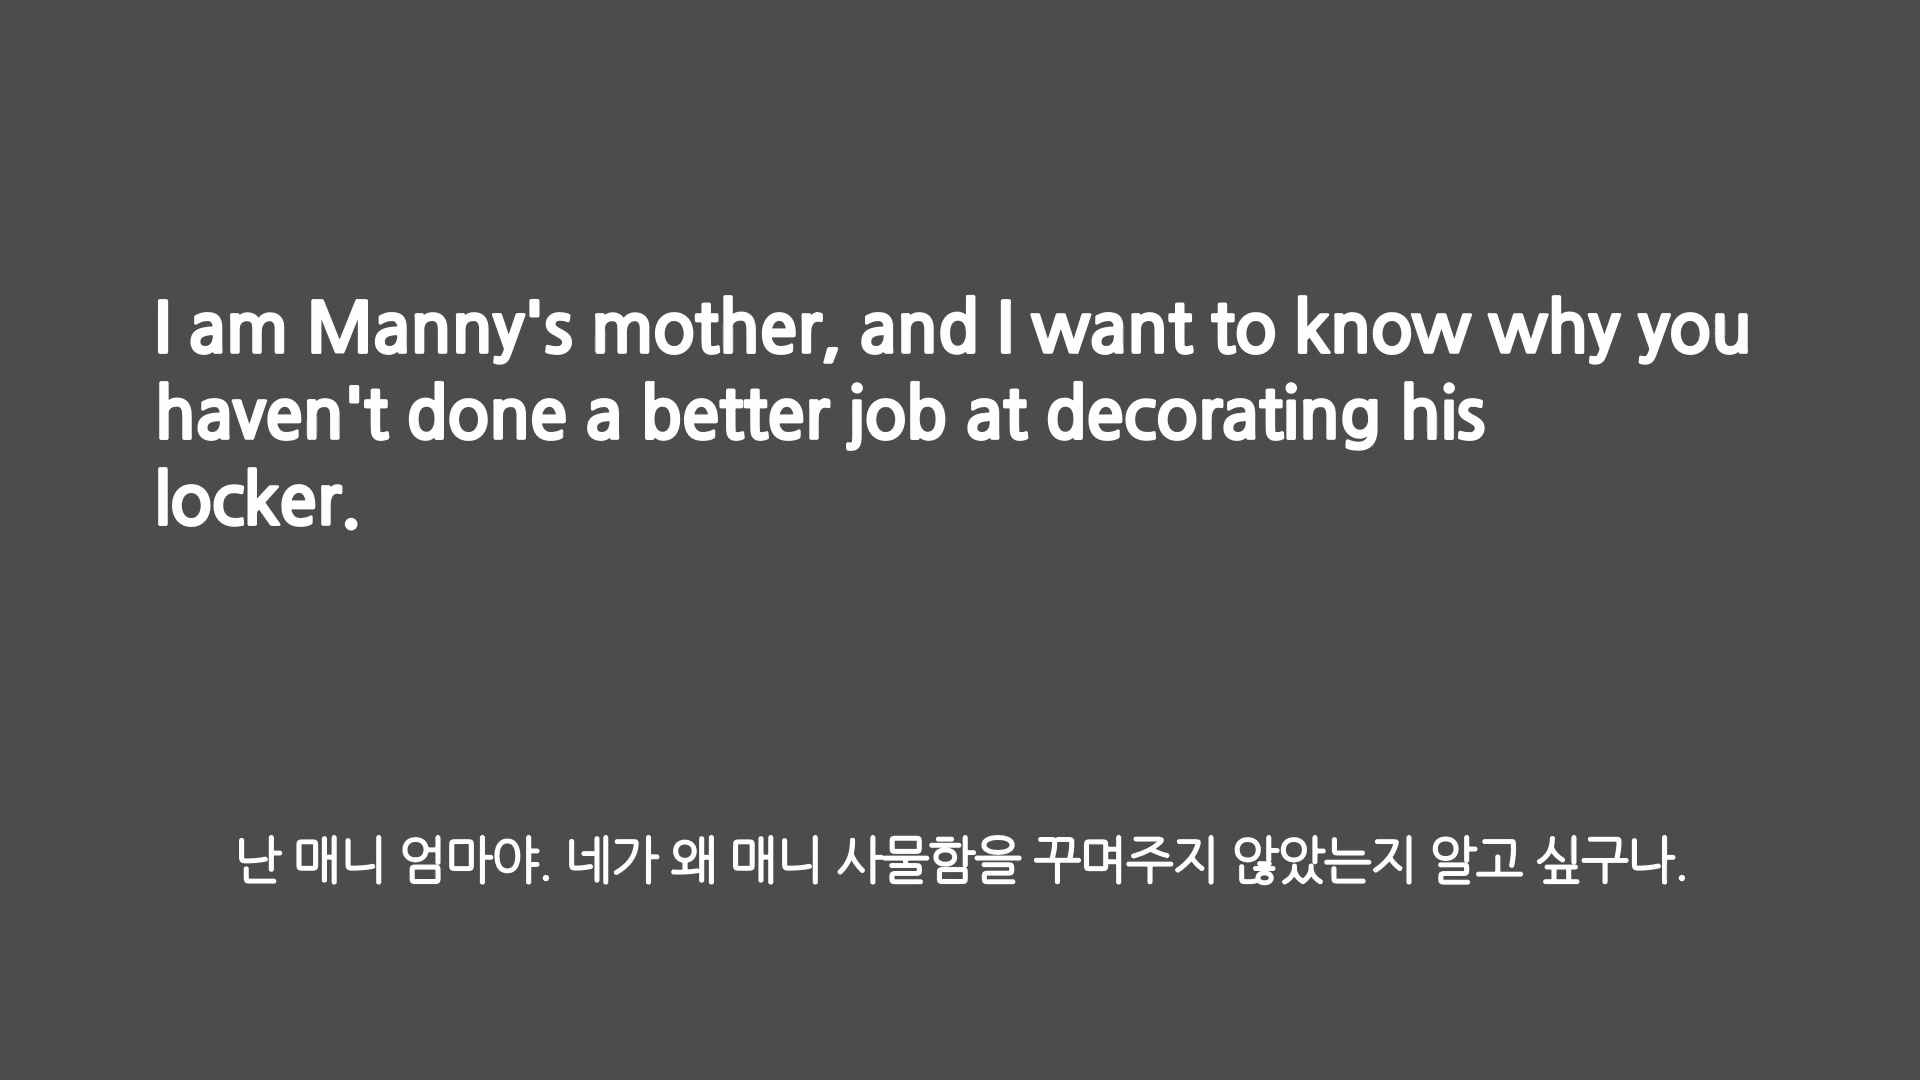 I am Manny's mother, and I want to know why you
haven't done a better job at decorating his
locker.
난 매니 엄마야. 네가 왜 매니 사물함을 꾸며주지 않았는지 알고 싶구나.